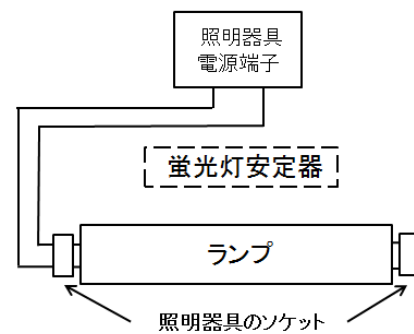 照明器具
電源端子
蛍光灯安定器
ランプ
照明器具のソケット